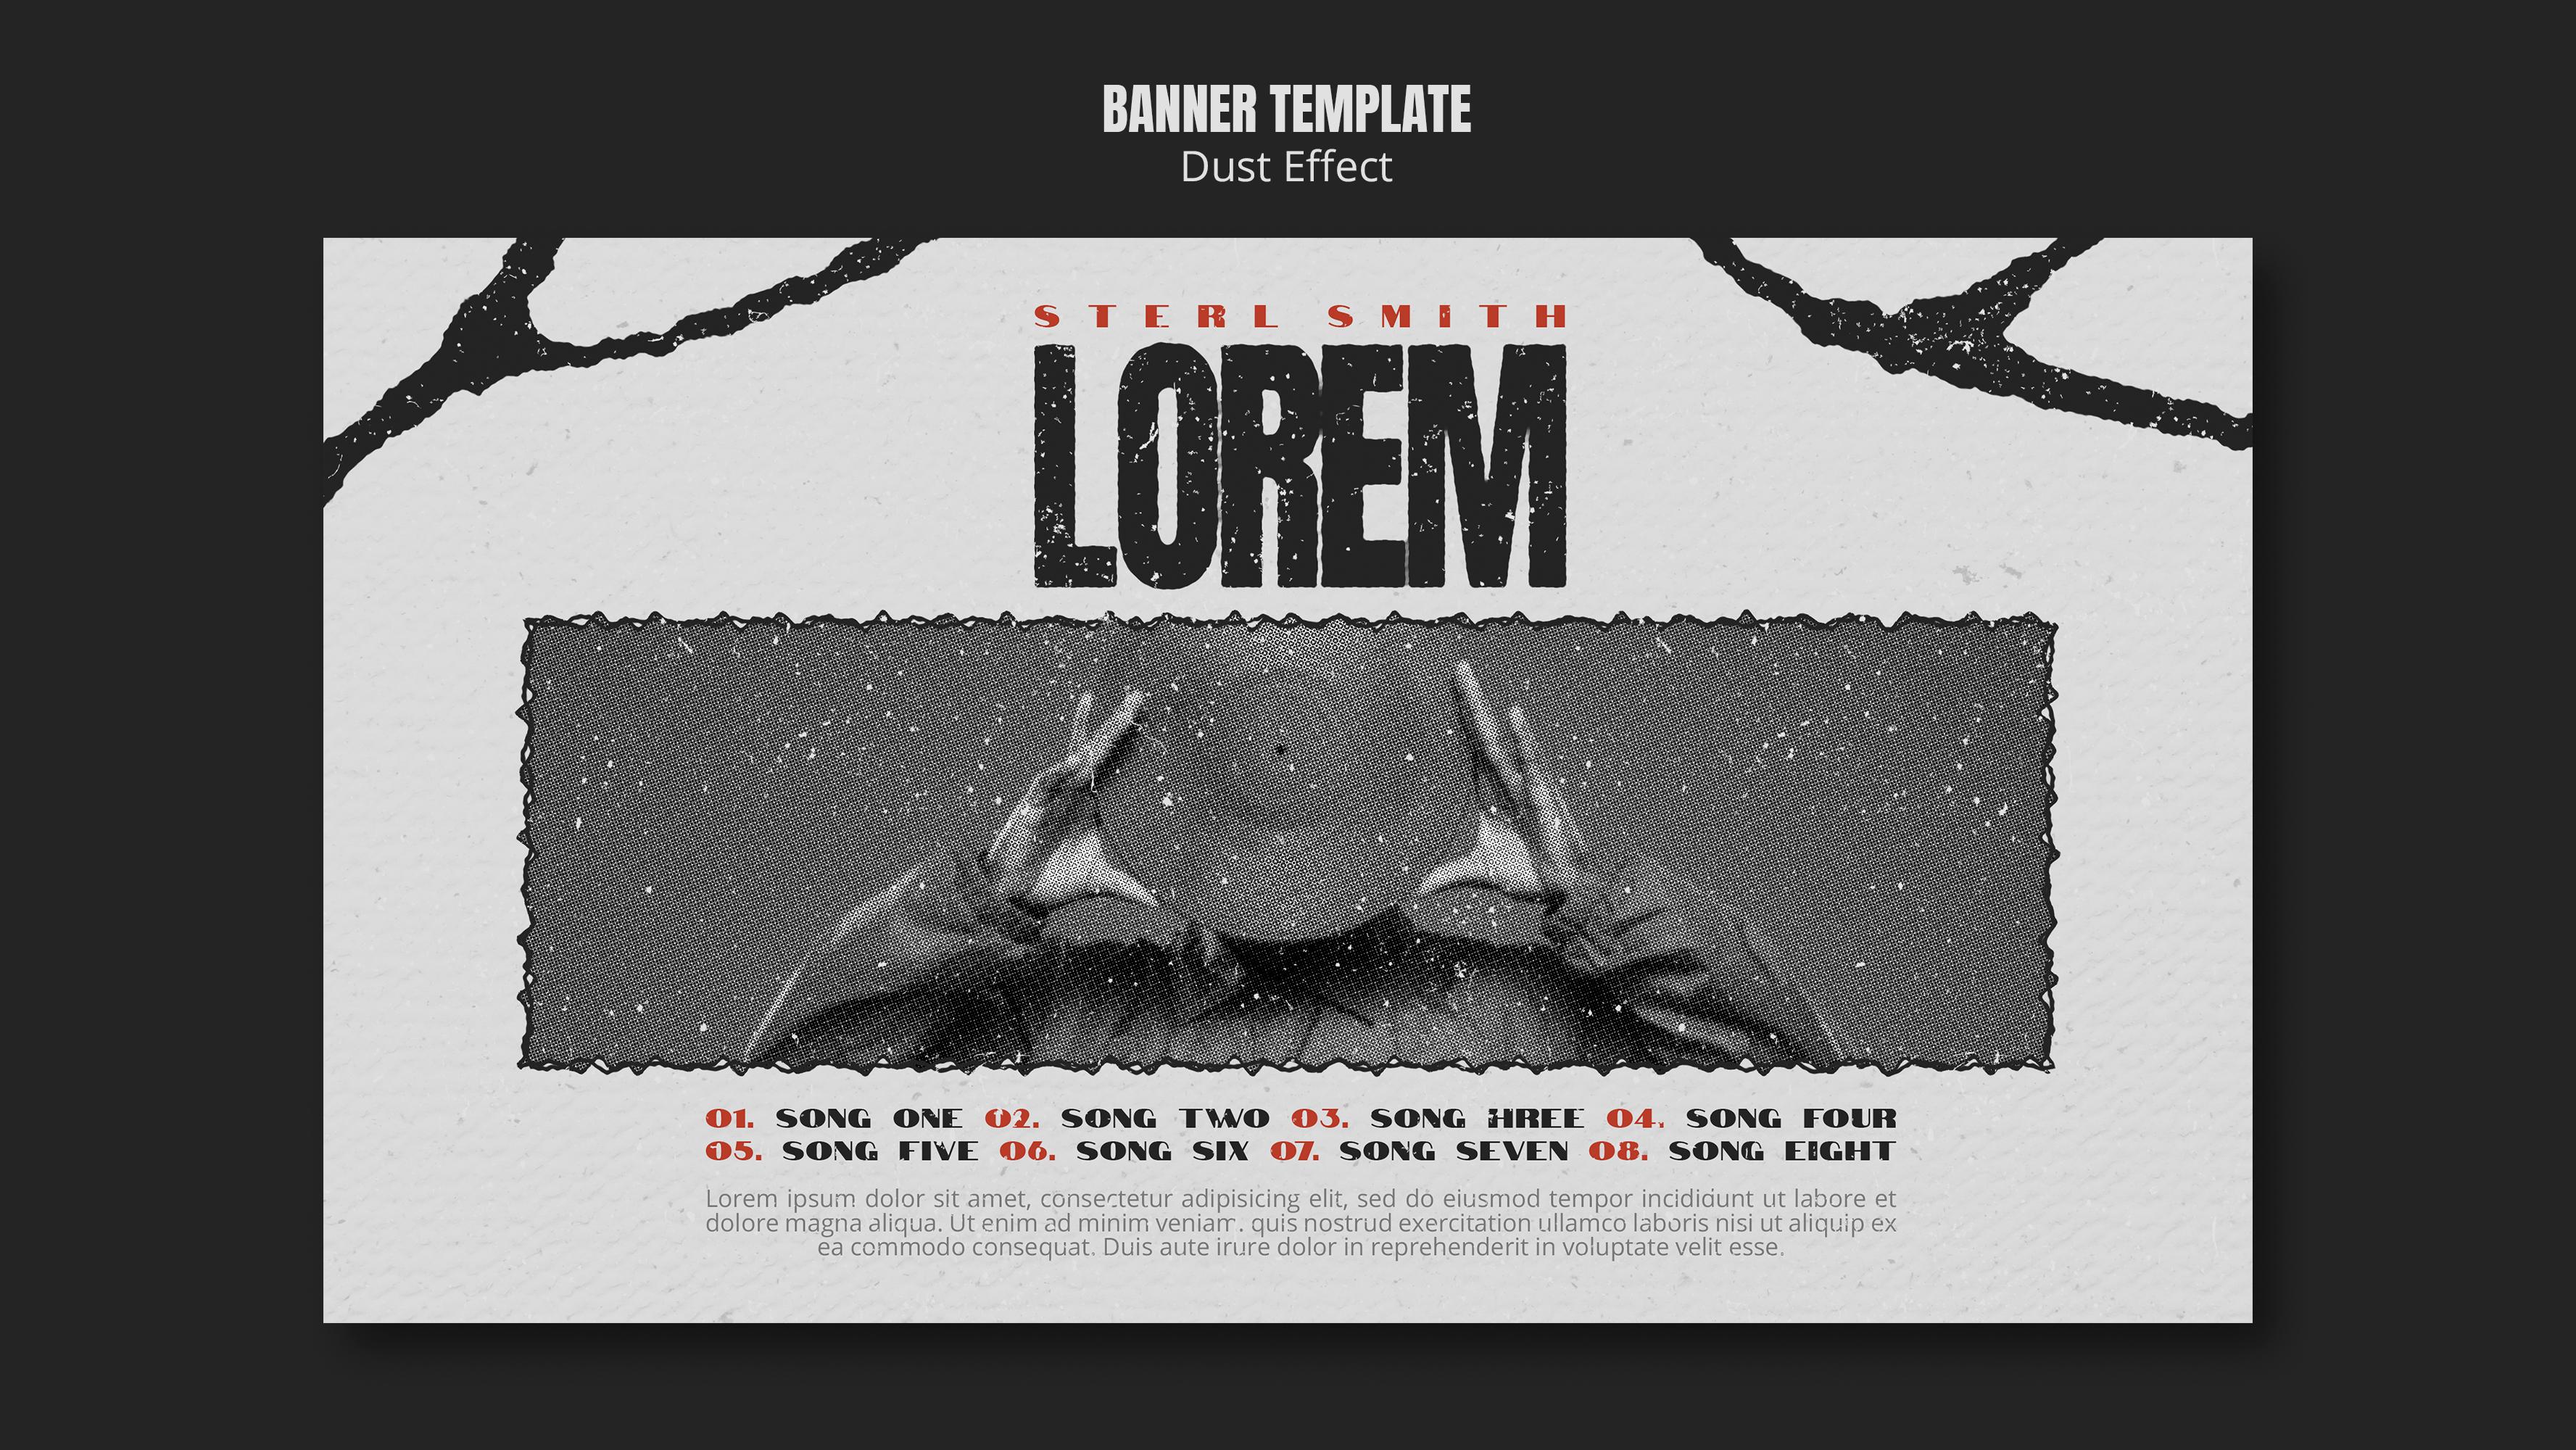 BANNER TEMPLATE
Dust Effect
STERL SMITH
LOREM
01. SONG ONE 02. SONG TWO 03. SONG HREE 04. SONG FOUR
05. SONG FIVE 06. SONG SIX 07. SONG SEVEN 08. SONG EIGHT
Lorem ipsum dolor sit amet, consectetur adipisicing elit, sed do eiusmod tempor incididunt ut labore et
dolore magna aliqua. Ut enim ad minim veniam, quis nostrud exercitation ullamco laboris nisi ut aliquip ex
ea commodo consequat. Duis aute irure dolor in reprehenderit in voluptate velit esse.